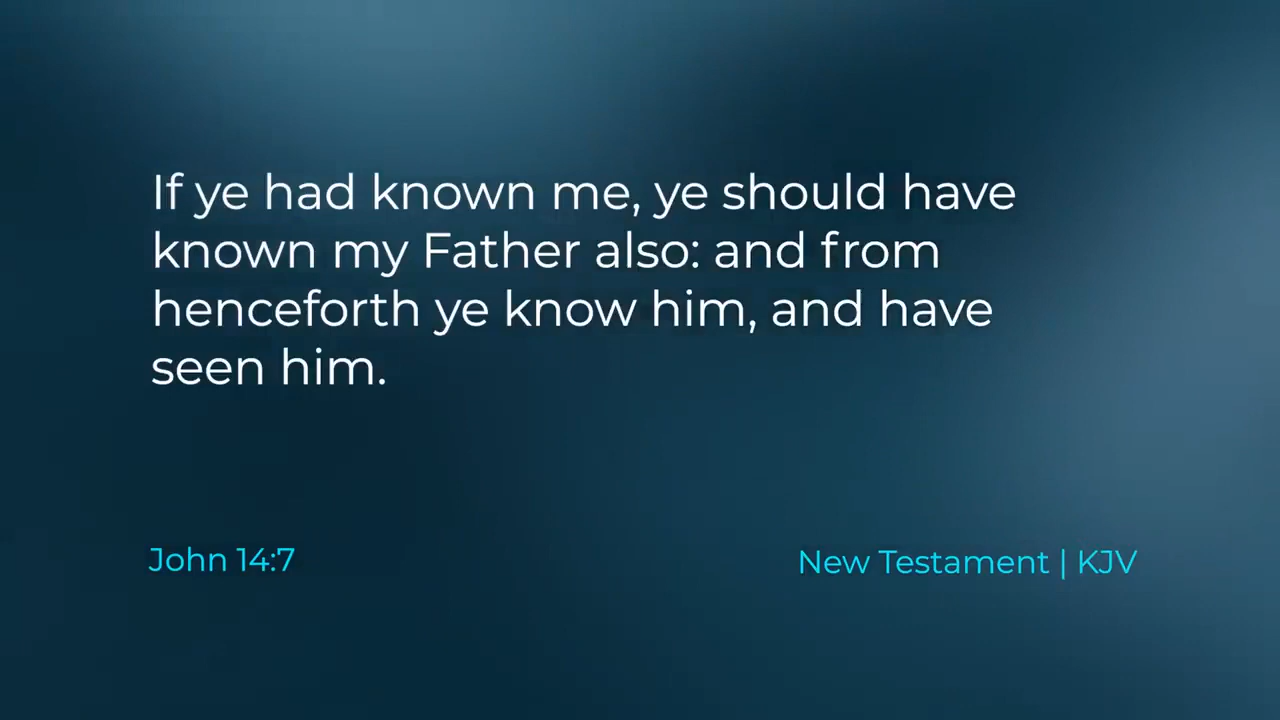 If ye had known me, ye should have
known my Father also: and from
henceforth ye know him, and have
seen him.
John 14:7
New Testament | KJV